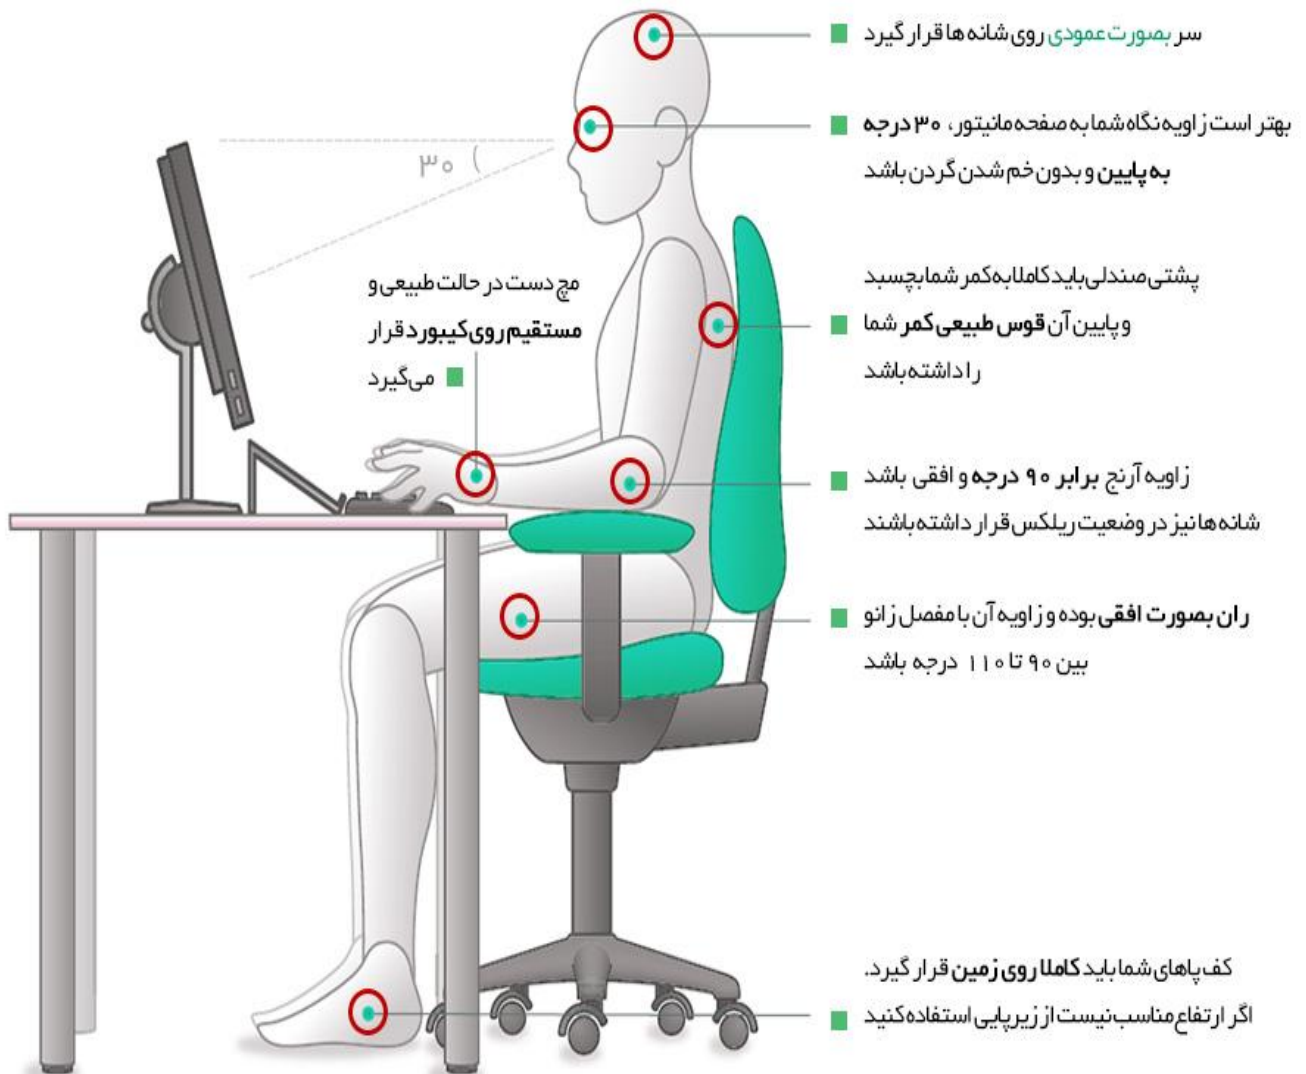 سر بصورت عمودی روی شانه ها قرار گیرد
بهتر است زاویه نگاه شما به صفحه مانیتور، ۳۰ درجه
به پایین و بدون خم شدن گردن باشد
۳۰
پشتی صندلی باید کاملا به کمر شما بچسبد
و پایین آن قوس طبیعی کمر شما
را داشته باشد
مچ دست در حالت طبیعی و
مستقیم روی کیبورد قرار
می‌گیرد
زاویه آرنج برابر ۹۰ درجه و افقی باشد
شانه ها نیز در وضعیت ریلکس قرار داشته باشند
ران بصورت افقی بوده و زاویه آن با مفصل زانو
بین ۹۰ تا ۱۱۰ درجه باشد
کف پاهای شما باید کاملا روی زمین قرار گیرد.
اگر ارتفاع مناسب نیست از زیرپایی استفاده کنید